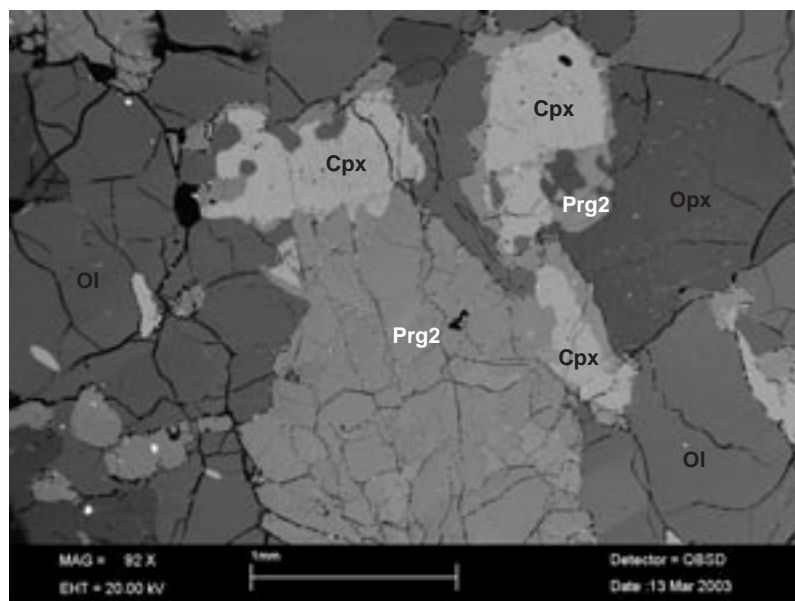 Cpx
Cpx
Prg2
Opx
Ol
Prg2
Cpx
Ol
MAG = 92 X
1mm
Detector = QBSD
EHT = 20.00 kV
Date :13 Mar 2003